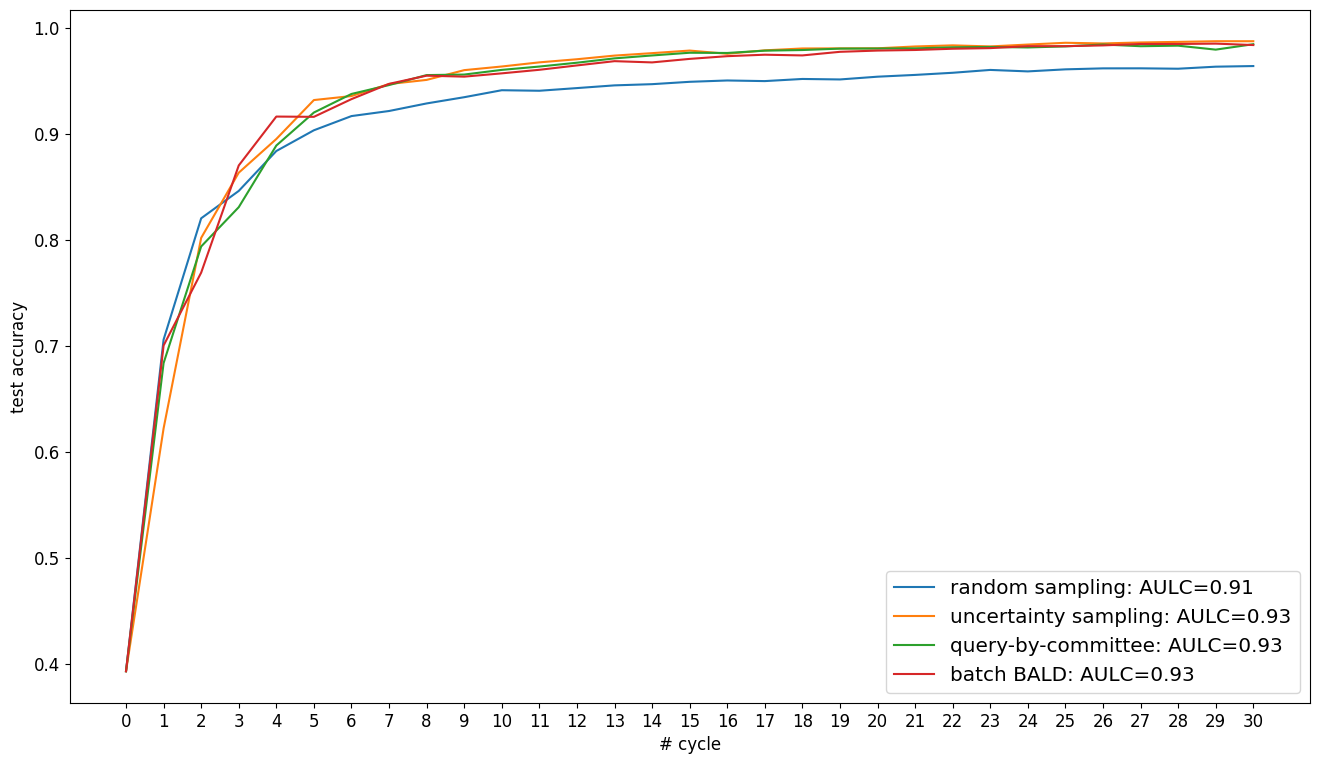 1.0
0.9
0.8
0.7
0.6
0.5
0.4
test accuracy
random sampling: AULC=0.91
uncertainty sampling: AULC=0.93
query-by-committee: AULC=0.93
batch BALD: AULC=0.93
0 1 2 3 4 5 6 7 8 9 10 11 12 13 14 15 16 17 18 19 20 21 22 23 24 25 26 27 28 29 30
# cycle